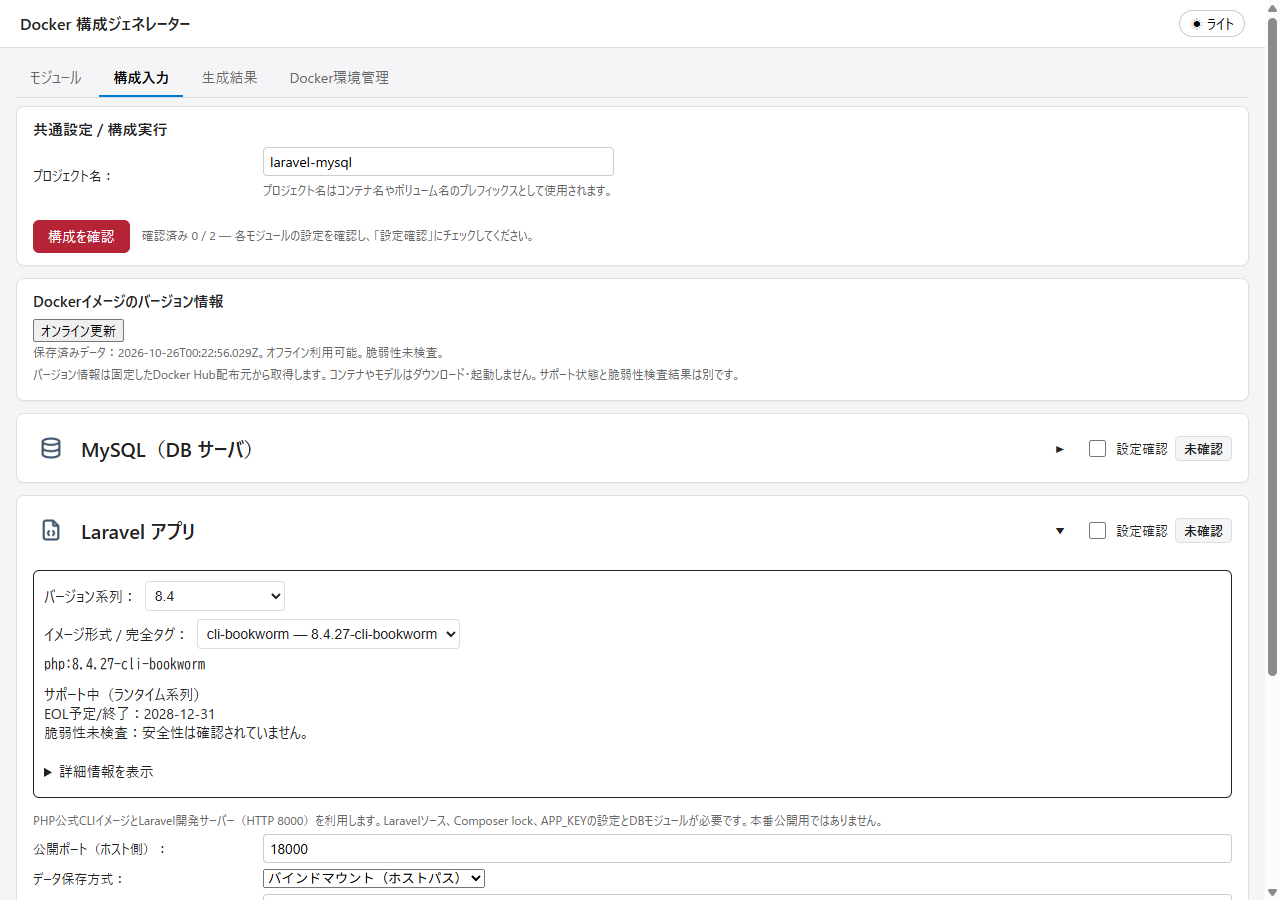 Docker 構成ジェネレーター
ライト
モジュール 構成入力 生成結果 Docker環境管理
共通設定 / 構成実行
プロジェクト名：
laravel-mysql
プロジェクト名はコンテナ名やボリューム名のプレフィックスとして使用されます。
構成を確認 確認済み 0 / 2 — 各モジュールの設定を確認し、「設定確認」にチェックしてください。
Dockerイメージのバージョン情報
オンライン更新
保存済みデータ：2026-10-26T00:22:56.029Z。オフライン利用可能。脆弱性未検査。
バージョン情報は固定したDocker Hub配布元から取得します。コンテナやモデルはダウンロード・起動しません。サポート状態と脆弱性検査結果は別です。
MySQL（DB サーバ） ► 設定確認 未確認
Laravel アプリ ▼ 設定確認 未確認
バージョン系列： 8.4
イメージ形式 / 完全タグ： cli-bookworm — 8.4.27-cli-bookworm
php:8.4.27-cli-bookworm
サポート中（ランタイム系列）
EOL予定/終了：2028-12-31
脆弱性未検査：安全性は確認されていません。
► 詳細情報を表示
PHP公式CLIイメージとLaravel開発サーバー（HTTP 8000）を利用します。Laravelソース、Composer lock、APP_KEYの設定とDBモジュールが必要です。本番公開用ではありません。
公開ポート（ホスト側）： 18000
データ保存方式： バインドマウント（ホストパス）